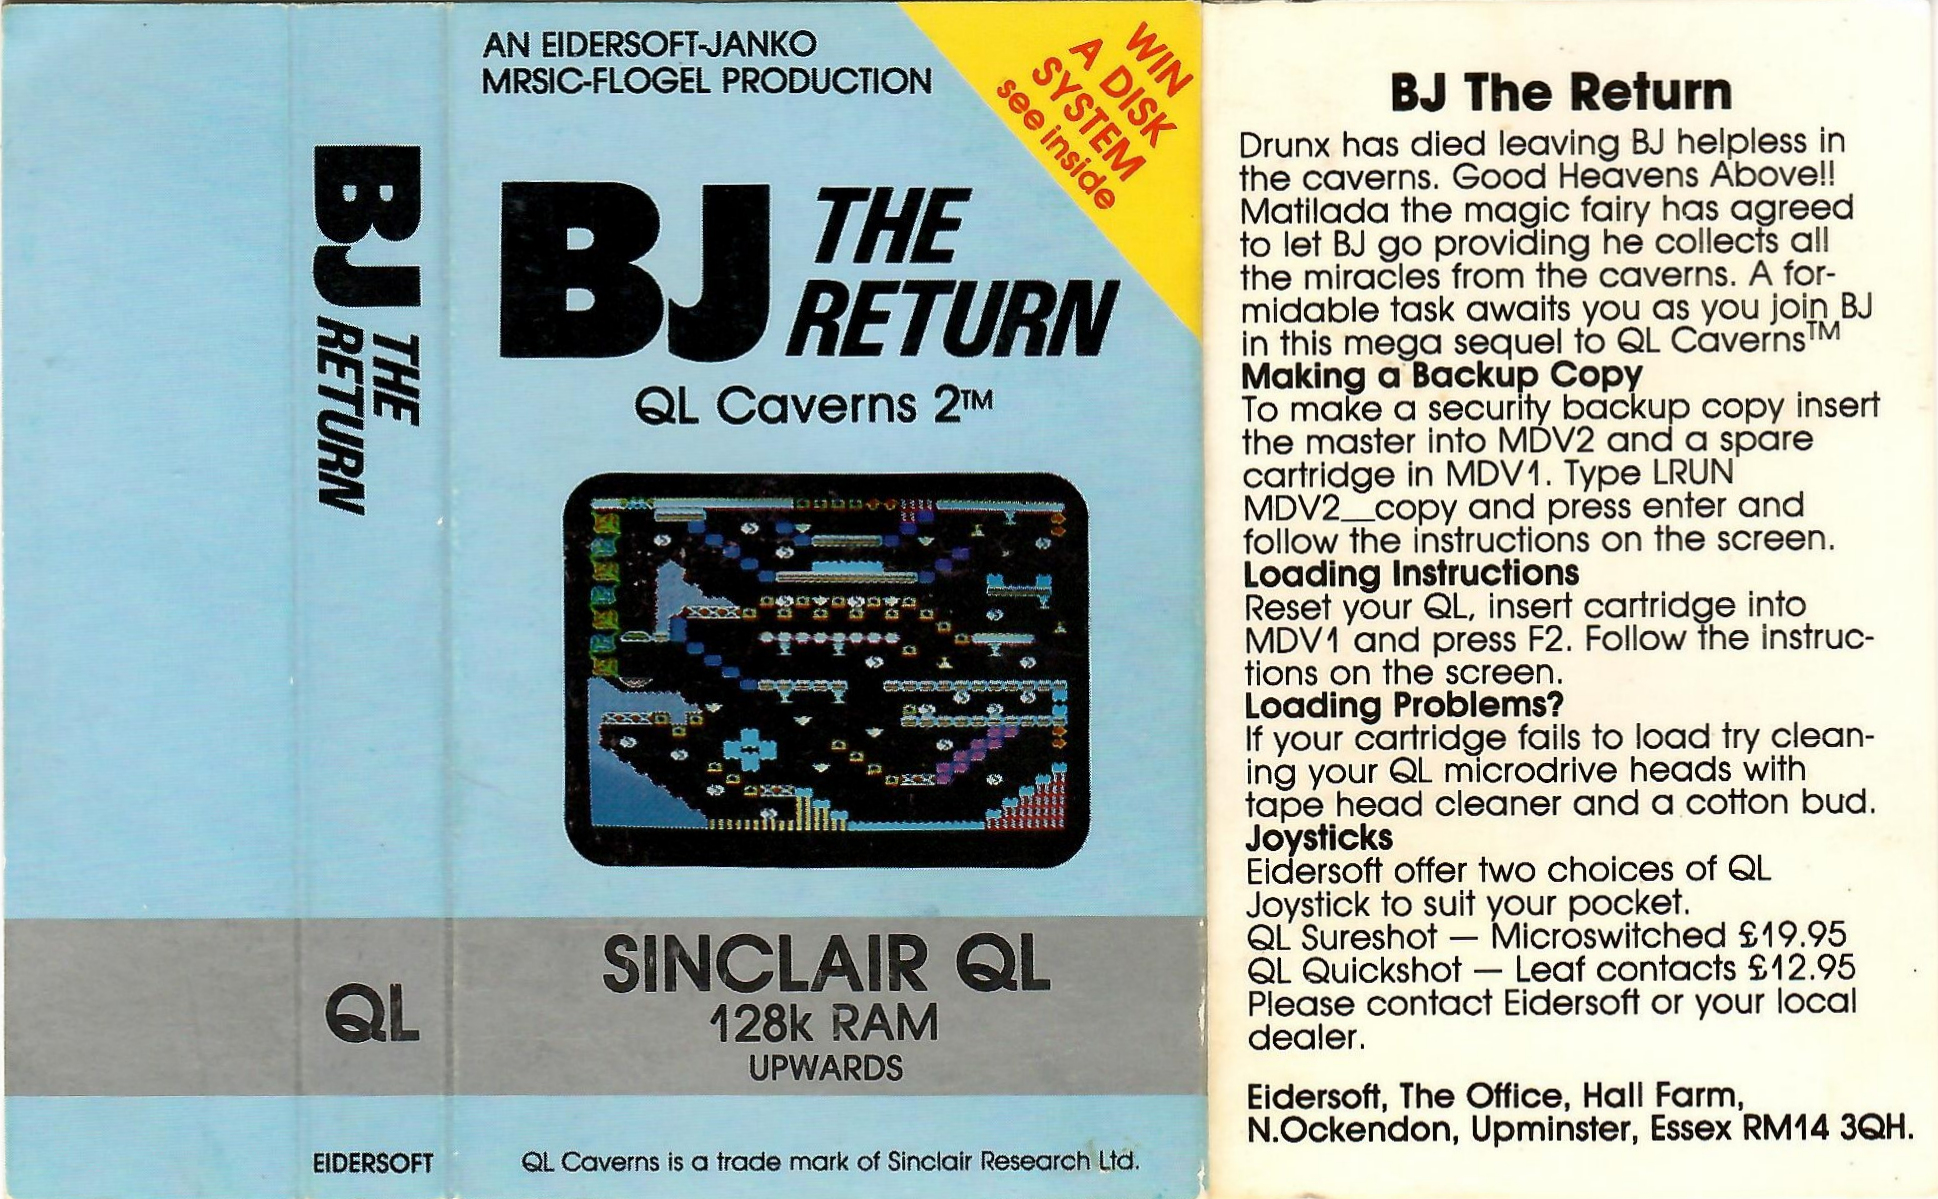 BJ THE
RETURN
QL
EIDERSOFT
AN EIDERSOFT-JANKO
MRSIC-FLOGEL PRODUCTION
WIN
A DISK
SYSTEM
see inside
BJ THE
RETURN
QL Caverns 2™
SINCLAIR QL
128k RAM
UPWARDS
QL Caverns is a trade mark of Sinclair Research Ltd.
BJ The Return
Drunx has died leaving BJ helpless in
the caverns. Good Heavens Above!!
Matilada the magic fairy has agreed
to let BJ go providing he collects all
the miracles from the caverns. A for-
midable task awaits you as you join BJ
in this mega sequel to QL Caverns™
Making a Backup Copy
To make a security backup copy insert
the master into MDV2 and a spare
cartridge in MDV1. Type LRUN
MDV2__copy and press enter and
follow the instructions on the screen.
Loading Instructions
Reset your QL, insert cartridge into
MDV1 and press F2. Follow the instruc-
tions on the screen.
Loading Problems?
If your cartridge fails to load try clean-
ing your QL microdrive heads with
tape head cleaner and a cotton bud.
Joysticks
Eidersoft offer two choices of QL
Joystick to suit your pocket.
QL Sureshot — Microswitched £19.95
QL Quickshot — Leaf contacts £12.95
Please contact Eidersoft or your local
dealer.
Eidersoft, The Office, Hall Farm,
N.Ockendon, Upminster, Essex RM14 3QH.